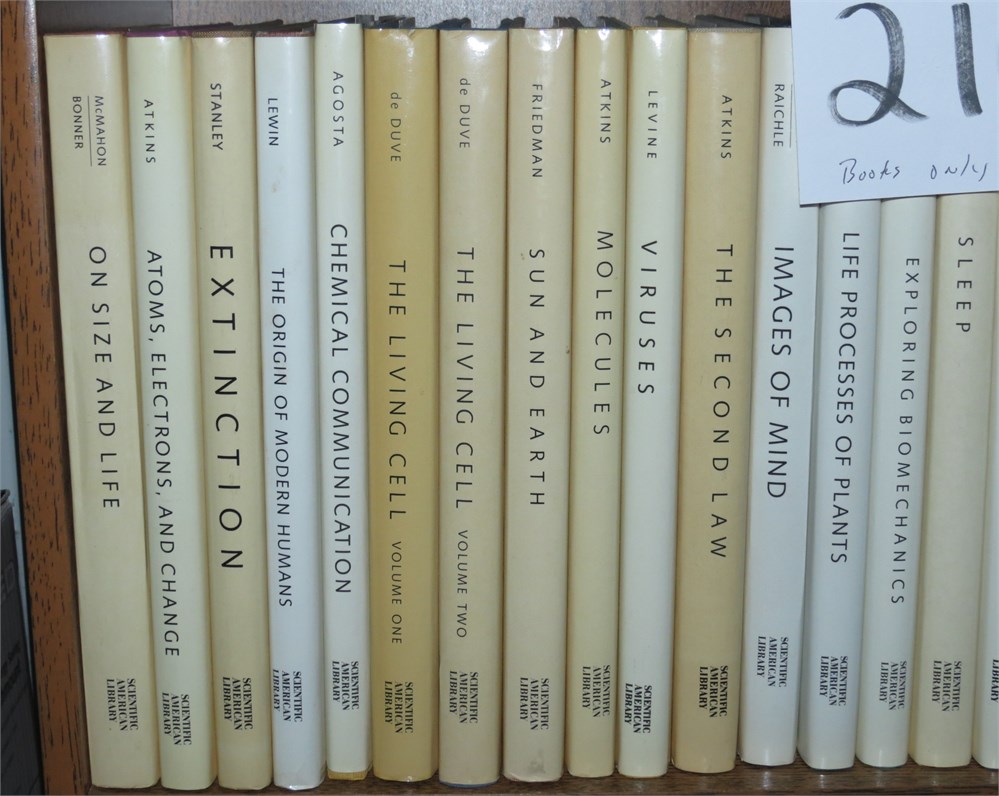 McMAHON
BONNER
ON SIZE AND LIFE
SCIENTIFIC
AMERICAN
LIBRARY
ATKINS
ATOMS, ELECTRONS, AND CHANGE
SCIENTIFIC
AMERICAN
LIBRARY
STANLEY
EXTINCTION
SCIENTIFIC
AMERICAN
LIBRARY
LEWIN
THE ORIGIN OF MODERN HUMANS
SCIENTIFIC
AMERICAN
LIBRARY
AGOSTA
CHEMICAL COMMUNICATION
SCIENTIFIC
AMERICAN
LIBRARY
de DUVE
THE LIVING CELL VOLUME ONE
SCIENTIFIC
AMERICAN
LIBRARY
de DUVE
THE LIVING CELL VOLUME TWO
SCIENTIFIC
AMERICAN
LIBRARY
FRIEDMAN
SUN AND EARTH
SCIENTIFIC
AMERICAN
LIBRARY
ATKINS
MOLECULES
SCIENTIFIC
AMERICAN
LIBRARY
LEVINE
VIRUSES
SCIENTIFIC
AMERICAN
LIBRARY
ATKINS
THE SECOND LAW
SCIENTIFIC
AMERICAN
LIBRARY
RAICHLE
IMAGES OF MIND
SCIENTIFIC
AMERICAN
LIBRARY
21
Books only
LIFE PROCESSES OF PLANTS
SCIENTIFIC
AMERICAN
LIBRARY
EXPLORING BIOMECHANICS
SCIENTIFIC
AMERICAN
LIBRARY
SLEEP
SCIENTIFIC
AMERICAN
LIBRARY